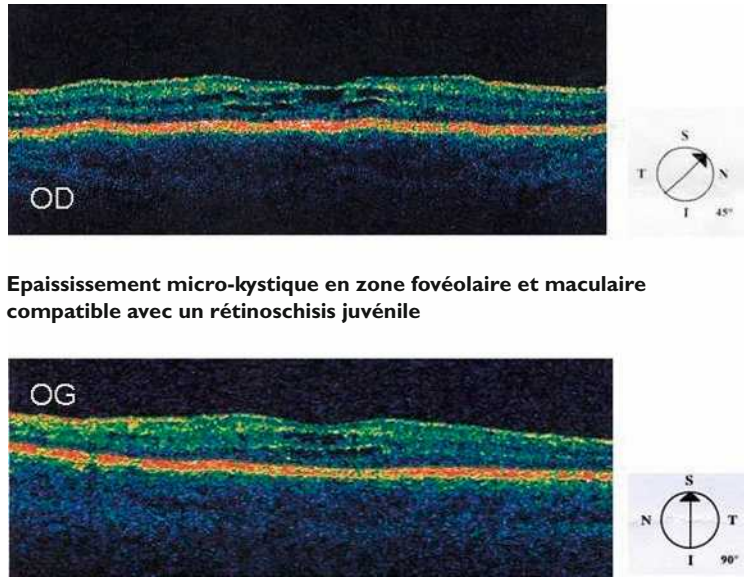 OD
S
T N
I 45°
Epaississement micro-kystique en zone fovéolaire et maculaire
compatible avec un rétinoschisis juvénile
OG
S
N T
I 90°